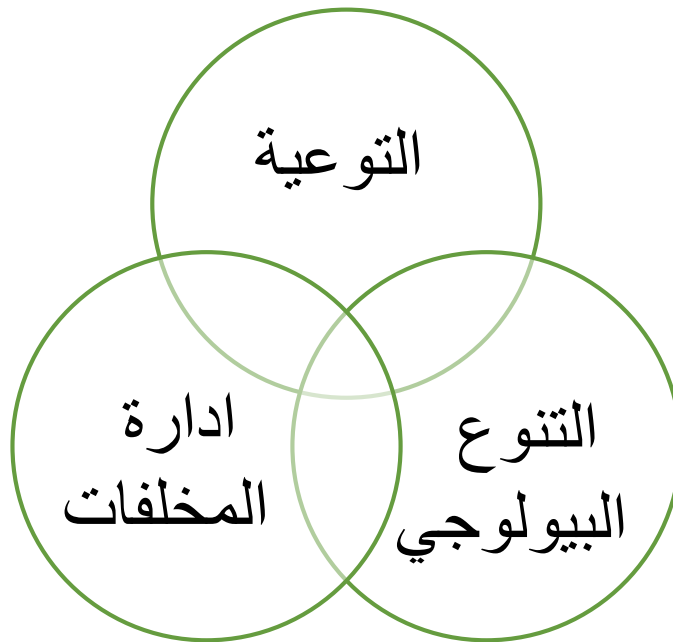 التوعية
التنوع
البيولوجي
ادارة
المخلفات